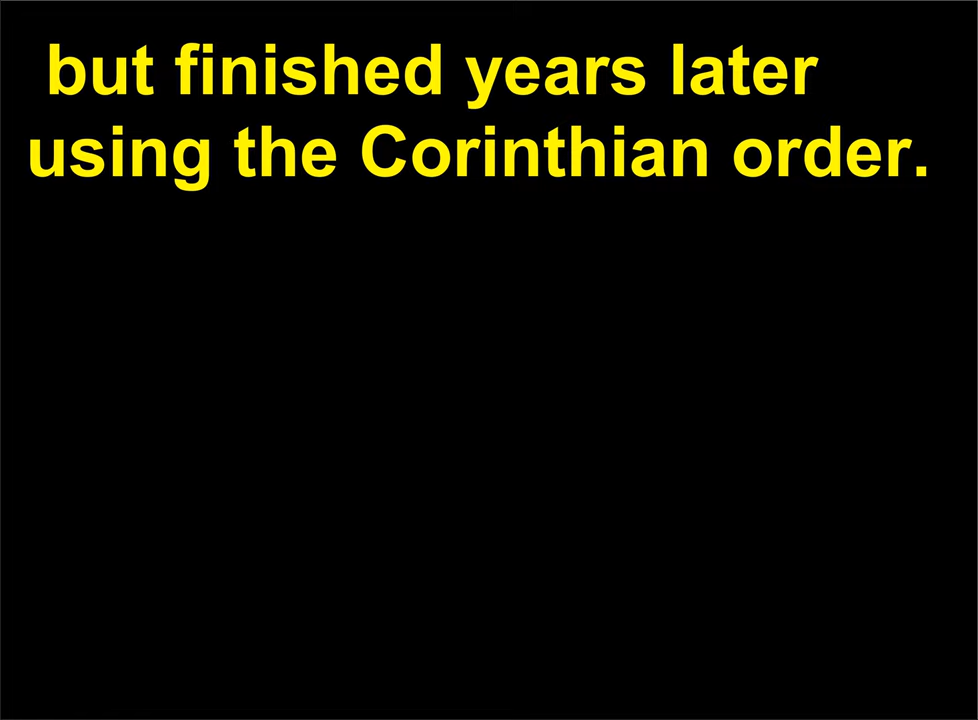 but finished years later
using the Corinthian order.